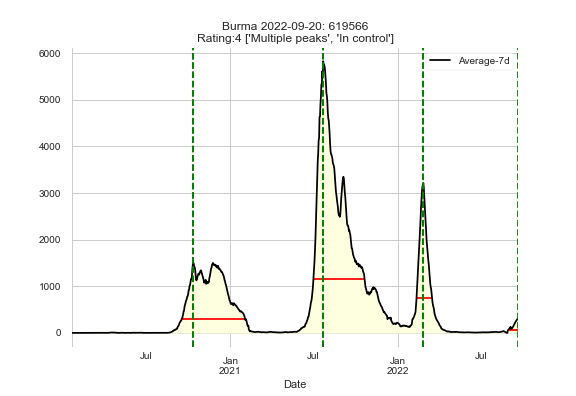 Burma 2022-09-20: 619566
Rating:4 ['Multiple peaks', 'In control']
Average-7d
6000
5000
4000
3000
2000
1000
0
Jul
Jan
2021
Jul
Jan
2022
Jul
Date